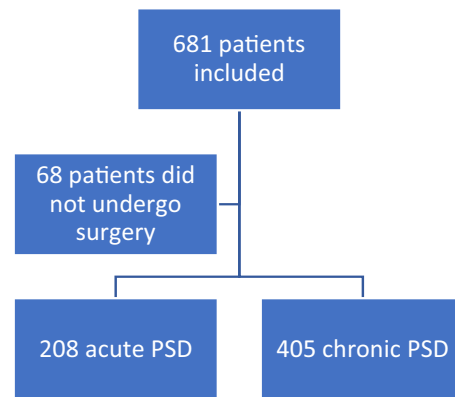 681 patients
included
68 patients did
not undergo
surgery
208 acute PSD
405 chronic PSD